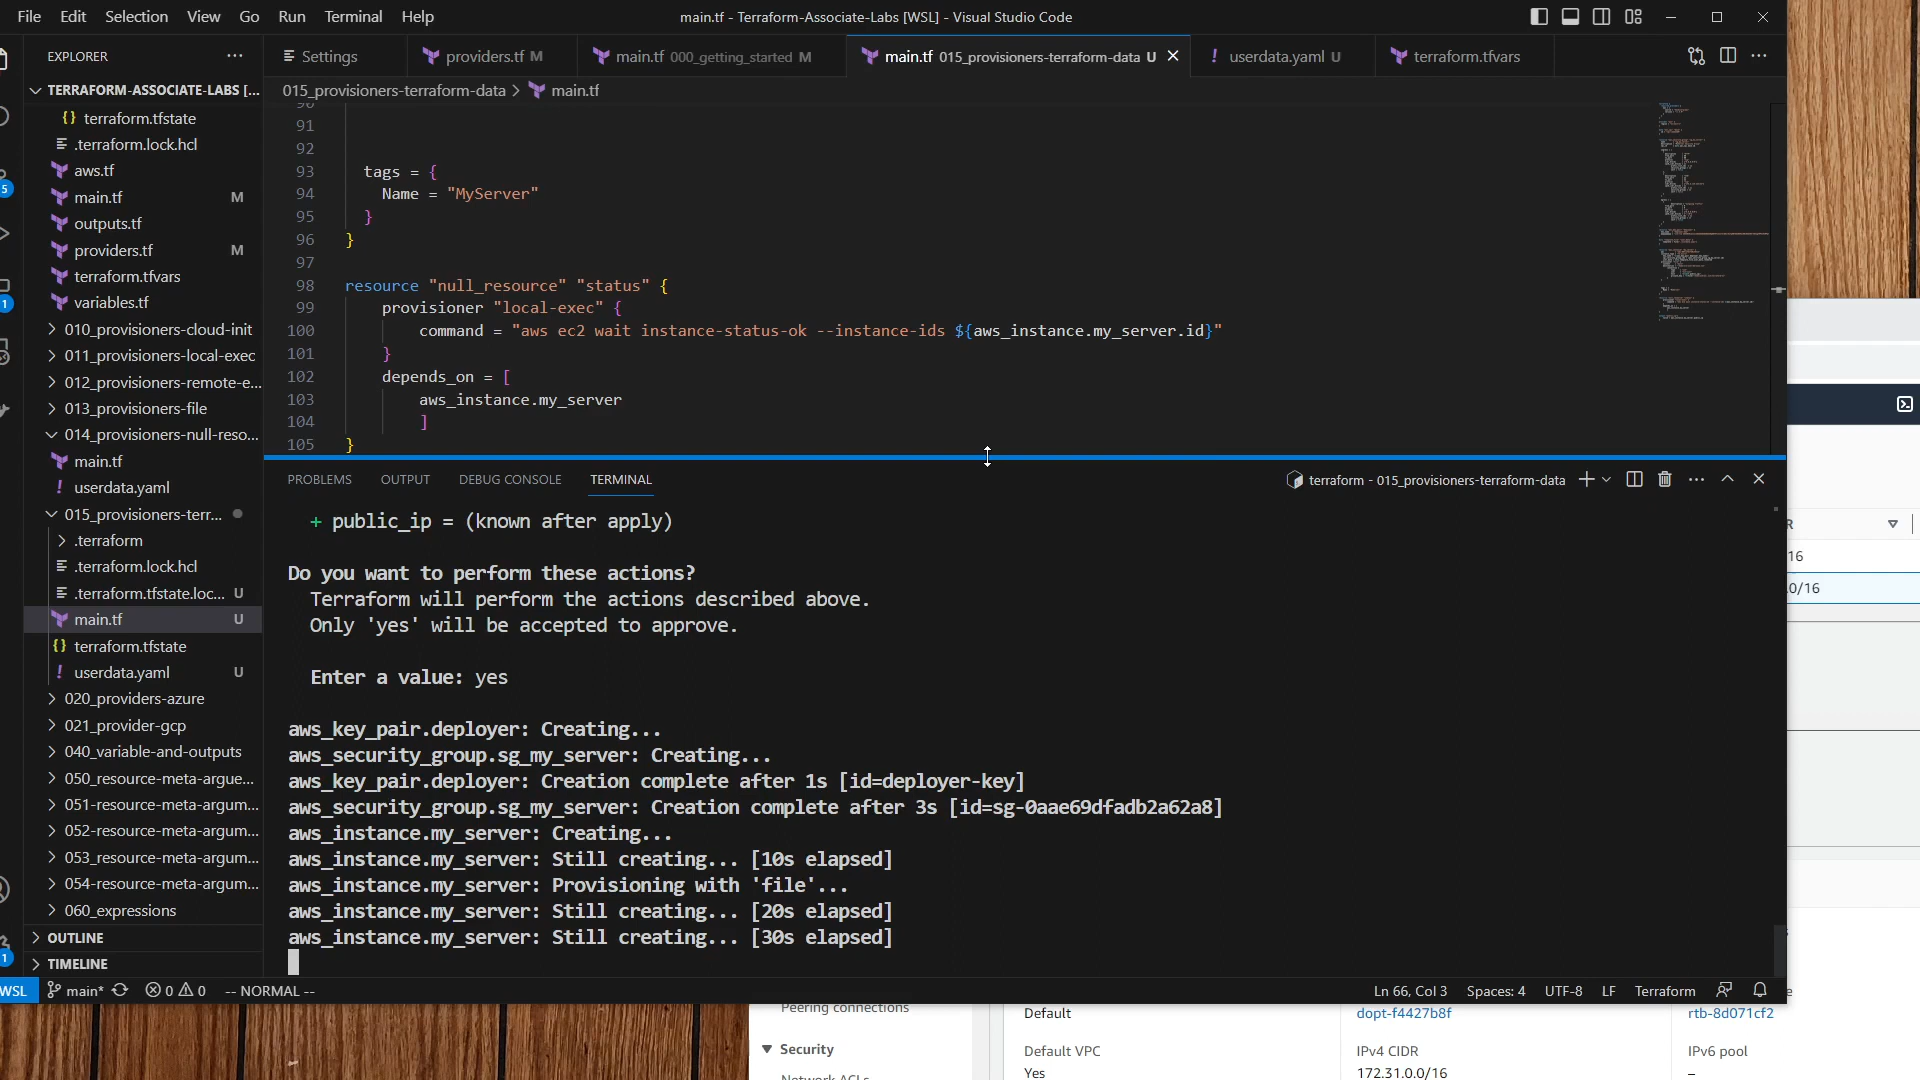 File Edit Selection View Go Run Terminal Help
main.tf - Terraform-Associate-Labs [WSL] - Visual Studio Code
EXPLORER
Settings
providers.tf M
main.tf 000_getting_started M
main.tf 015_provisioners-terraform-data U
! userdata.yaml U
terraform.tfvars
TERRAFORM-ASSOCIATE-LABS [...
015_provisioners-terraform-data > main.tf
{} terraform.tfstate
.terraform.lock.hcl
aws.tf
main.tf M
outputs.tf
providers.tf M
terraform.tfvars
variables.tf
010_provisioners-cloud-init
011_provisioners-local-exec
012_provisioners-remote-e...
013_provisioners-file
014_provisioners-null-reso...
main.tf
! userdata.yaml
015_provisioners-terr...
.terraform
.terraform.lock.hcl
.terraform.tfstate.loc... U
main.tf U
{} terraform.tfstate
! userdata.yaml U
020_providers-azure
021_provider-gcp
040_variable-and-outputs
050_resource-meta-argue...
051-resource-meta-argum...
052-resource-meta-argum...
053_resource-meta-argum...
054-resource-meta-argum...
060_expressions
OUTLINE
TIMELINE
5
1
1
90
91
92
93 tags = {
94 Name = "MyServer"
95 }
96 }
97
98 resource "null_resource" "status" {
99 provisioner "local-exec" {
100 command = "aws ec2 wait instance-status-ok --instance-ids ${aws_instance.my_server.id}"
101 }
102 depends_on = [
103 aws_instance.my_server
104 ]
105 }
PROBLEMS OUTPUT DEBUG CONSOLE TERMINAL
terraform - 015_provisioners-terraform-data
+ public_ip = (known after apply)
Do you want to perform these actions?
Terraform will perform the actions described above.
Only 'yes' will be accepted to approve.
Enter a value: yes
aws_key_pair.deployer: Creating...
aws_security_group.sg_my_server: Creating...
aws_key_pair.deployer: Creation complete after 1s [id=deployer-key]
aws_security_group.sg_my_server: Creation complete after 3s [id=sg-0aae69dfadb2a62a8]
aws_instance.my_server: Creating...
aws_instance.my_server: Still creating... [10s elapsed]
aws_instance.my_server: Provisioning with 'file'...
aws_instance.my_server: Still creating... [20s elapsed]
aws_instance.my_server: Still creating... [30s elapsed]
WSL main* 0 0 -- NORMAL --
Ln 66, Col 3 Spaces: 4 UTF-8 LF Terraform
R
16
.0/16
Peering connections
Security
Network ACLs
Default
dopt-f4427b8f
rtb-8d071cf2
Default VPC
IPv4 CIDR
IPv6 pool
Yes
172.31.0.0/16
–